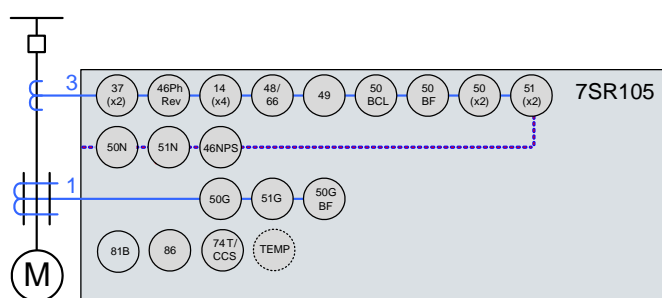 3 37 (x2) 46Ph Rev 14 (x4) 48/ 66 49 50 BCL 50 BF 50 (x2) 51 (x2) 7SR105
50N 51N 46NPS
1 50G 51G 50G BF
81B 86 74T/ CCS TEMP
M